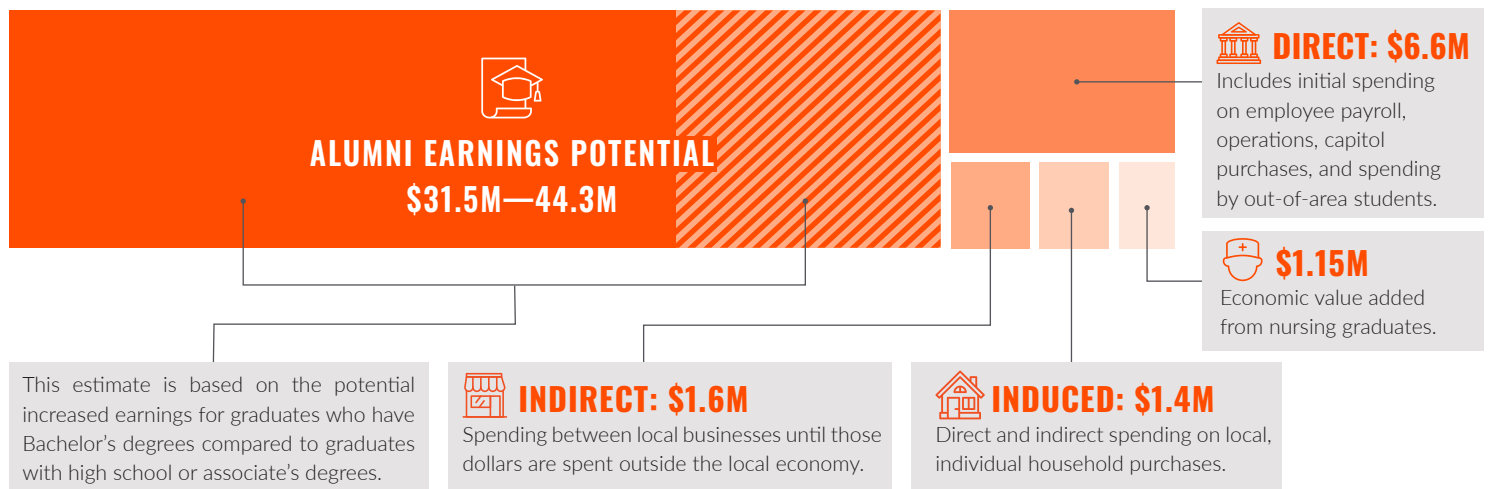 ALUMNI EARNINGS POTENTIAL
$31.5M—44.3M
DIRECT: $6.6M
Includes initial spending
on employee payroll,
operations, capitol
purchases, and spending
by out-of-area students.
$1.15M
Economic value added
from nursing graduates.
This estimate is based on the potential
increased earnings for graduates who have
Bachelor’s degrees compared to graduates
with high school or associate’s degrees.
INDIRECT: $1.6M
Spending between local businesses until those
dollars are spent outside the local economy.
INDUCED: $1.4M
Direct and indirect spending on local,
individual household purchases.